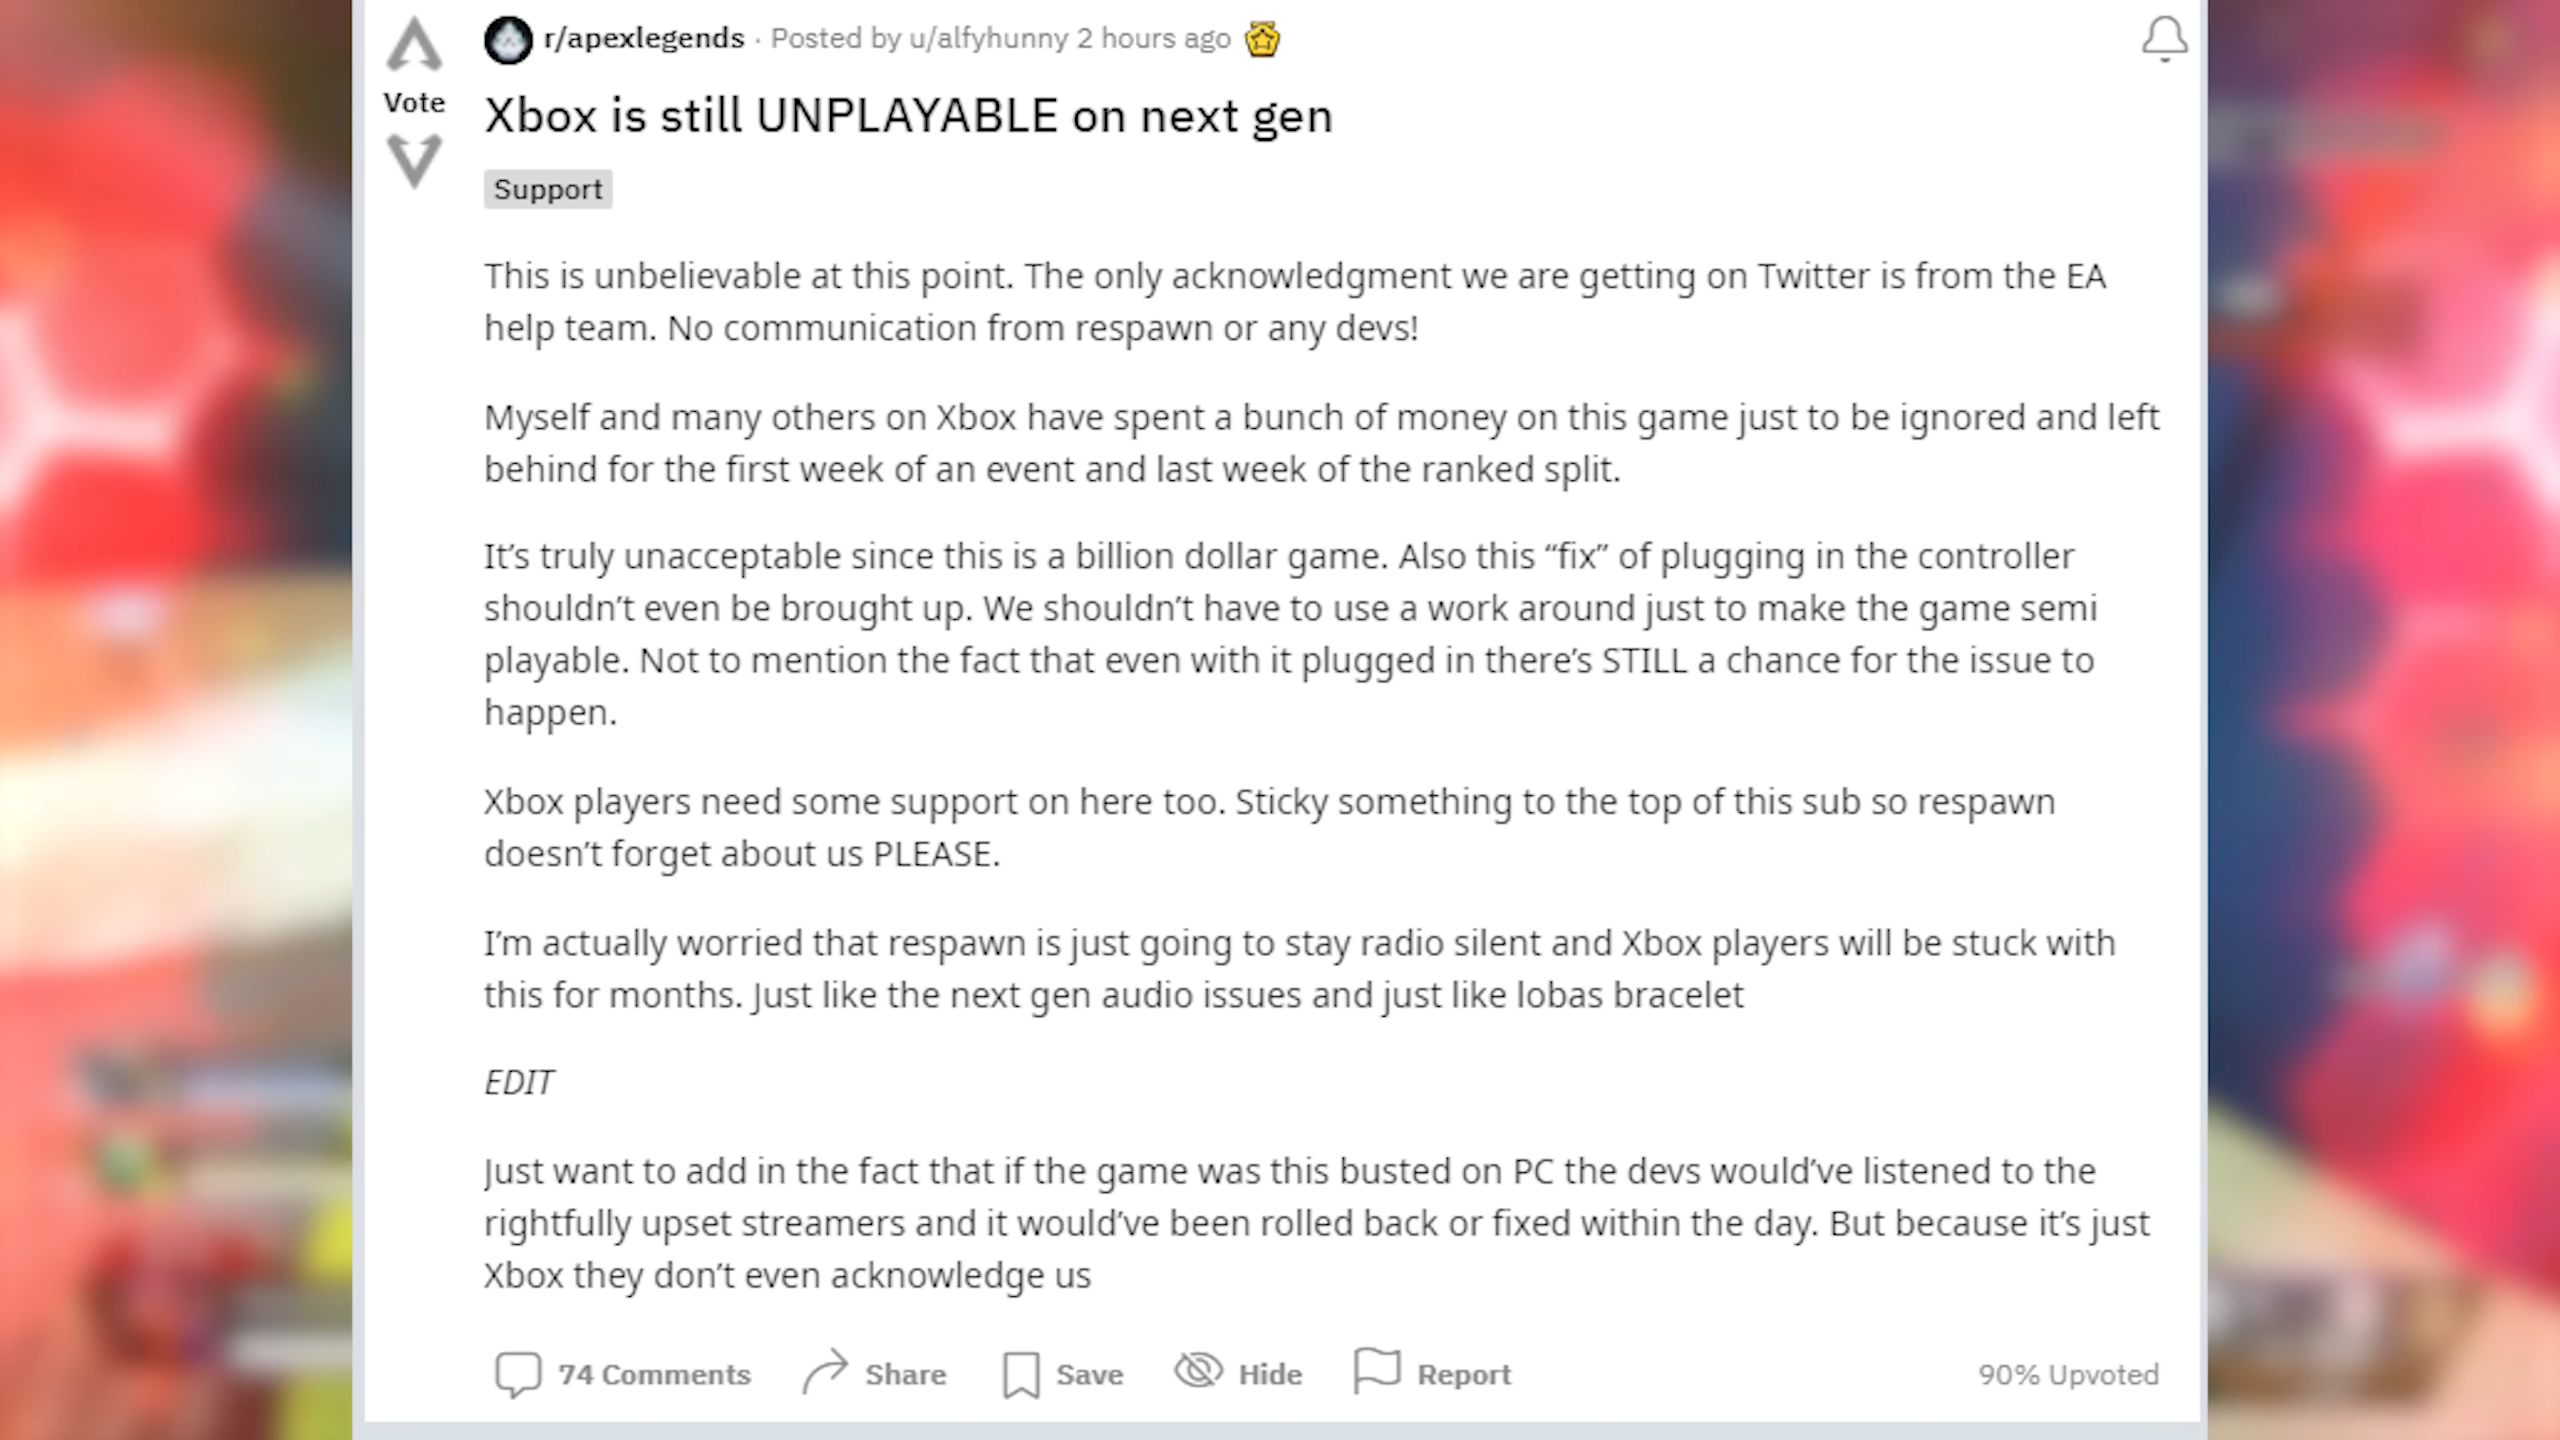 r/apexlegends · Posted by u/alfyhunny 2 hours ago
Vote
Xbox is still UNPLAYABLE on next gen
Support
This is unbelievable at this point. The only acknowledgment we are getting on Twitter is from the EA
help team. No communication from respawn or any devs!
Myself and many others on Xbox have spent a bunch of money on this game just to be ignored and left
behind for the first week of an event and last week of the ranked split.
It’s truly unacceptable since this is a billion dollar game. Also this “fix” of plugging in the controller
shouldn’t even be brought up. We shouldn’t have to use a work around just to make the game semi
playable. Not to mention the fact that even with it plugged in there’s STILL a chance for the issue to
happen.
Xbox players need some support on here too. Sticky something to the top of this sub so respawn
doesn’t forget about us PLEASE.
I’m actually worried that respawn is just going to stay radio silent and Xbox players will be stuck with
this for months. Just like the next gen audio issues and just like lobas bracelet
EDIT
Just want to add in the fact that if the game was this busted on PC the devs would’ve listened to the
rightfully upset streamers and it would’ve been rolled back or fixed within the day. But because it’s just
Xbox they don’t even acknowledge us
74 Comments Share Save Hide Report 90% Upvoted